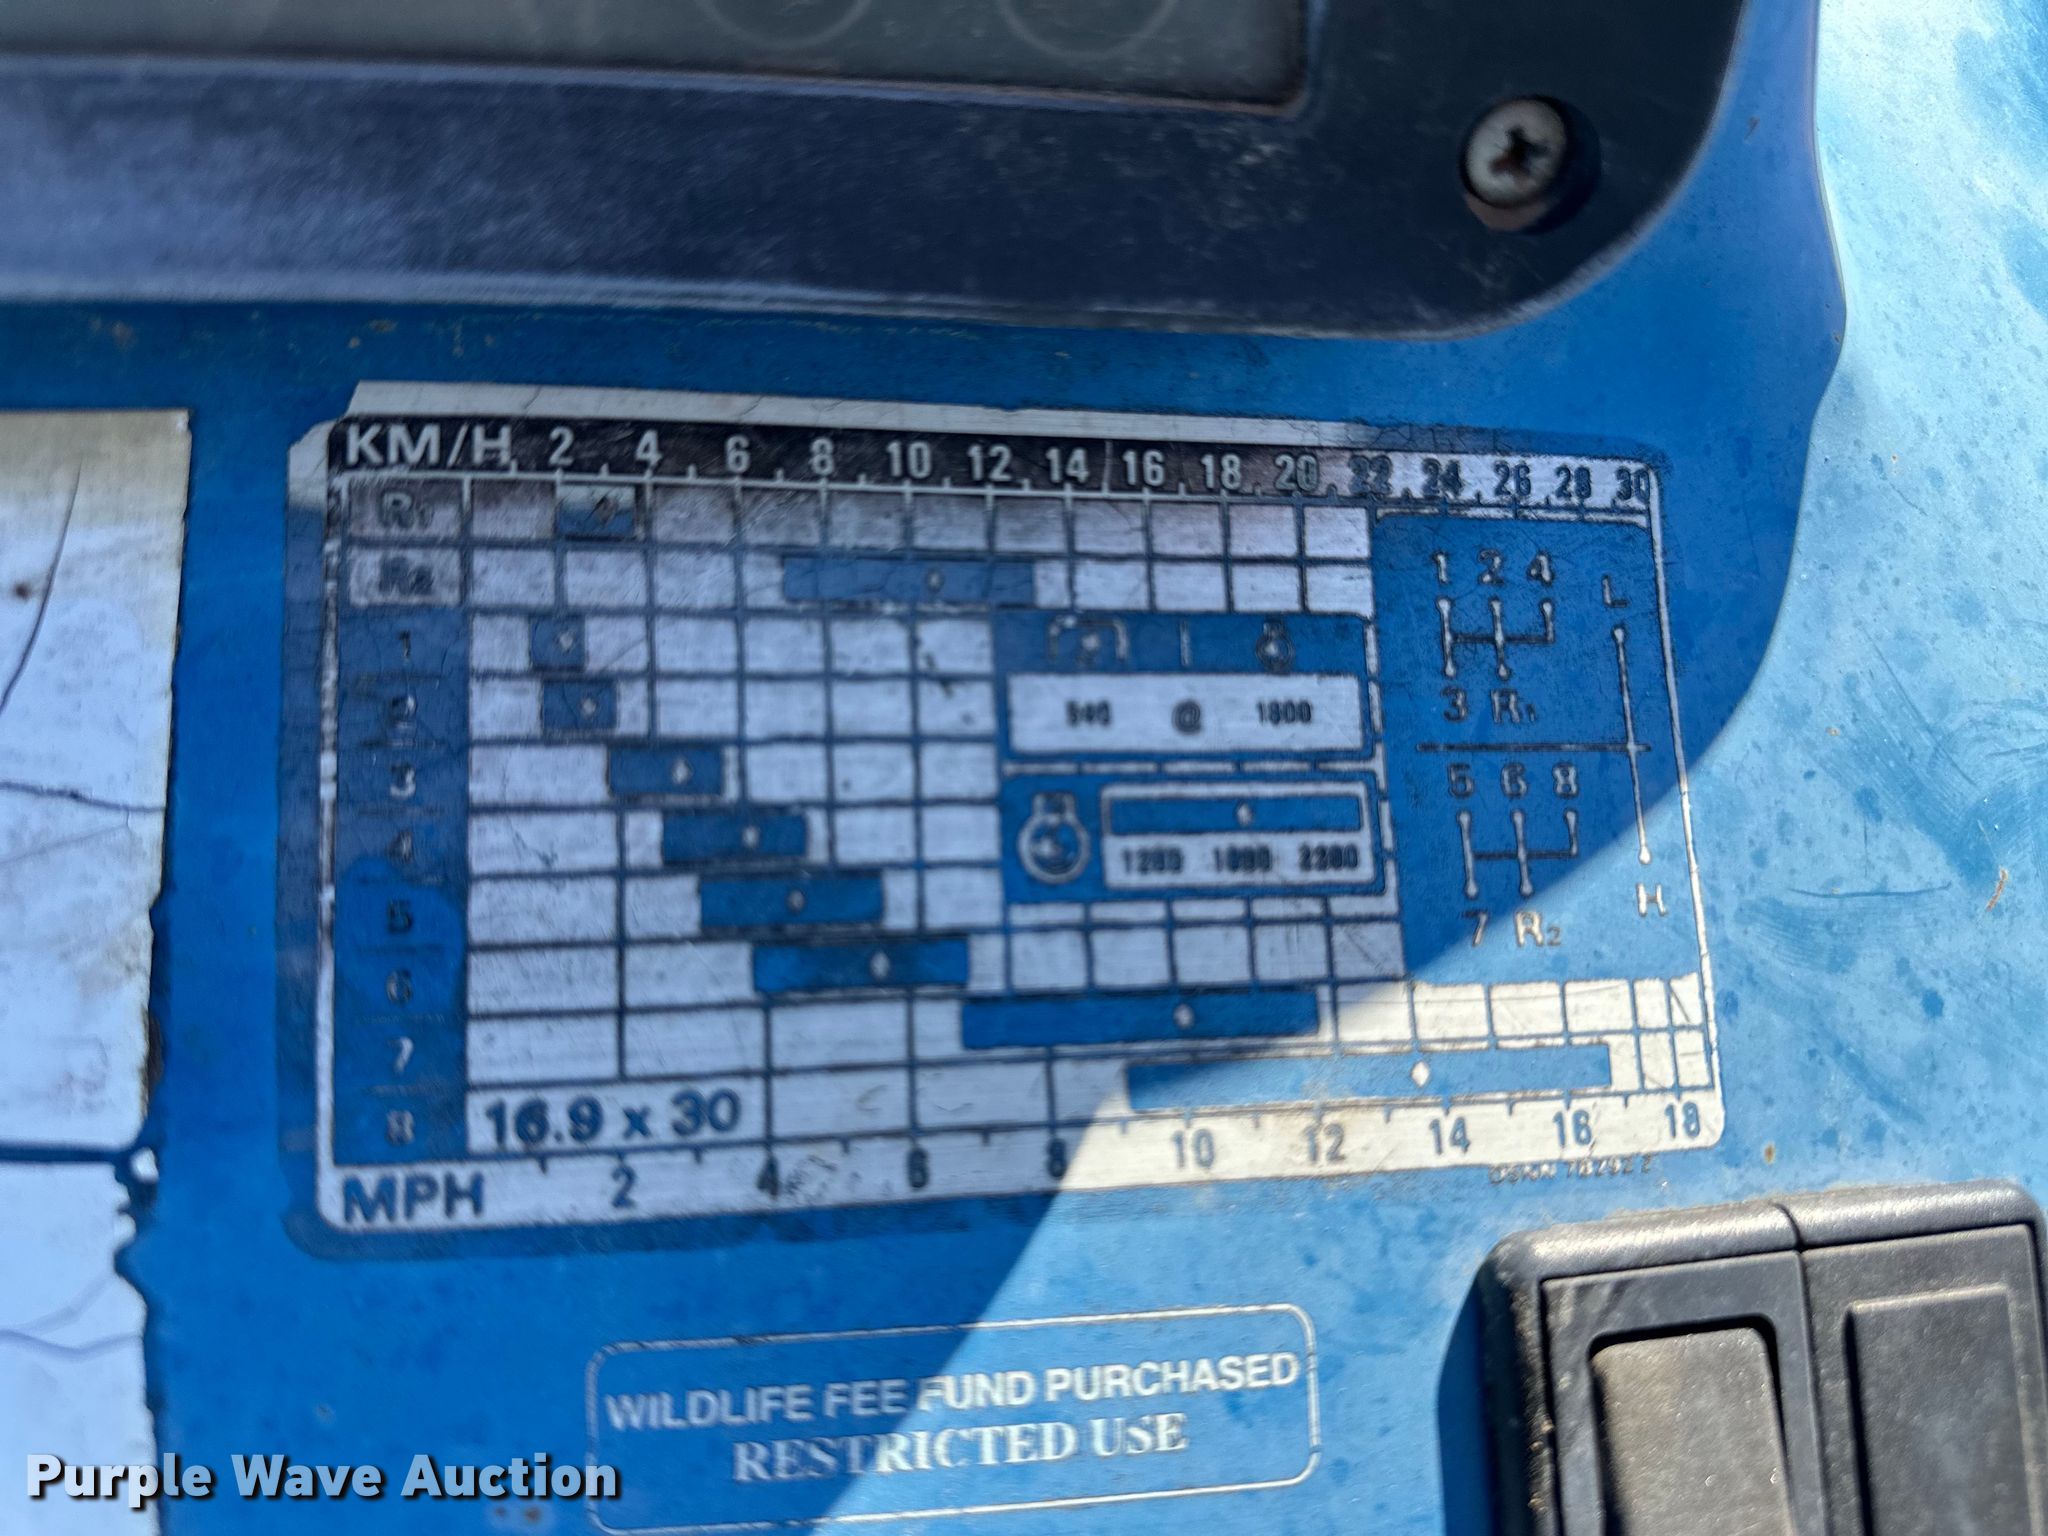 KM/H 2 4 6 8 10 12 14 16 18 20 22 24 26 28 30
R1
R2
1 2 4 L
1
2
540 @ 1800
3 R1
3
5 6 8
4
1200 1800 2200
5
7 R2 H
6
7
8
16.9 x 30
MPH 2 4 6 8 10 12 14 16 18
WILDLIFE FEE FUND PURCHASED
RESTRICTED USE
Purple Wave Auction